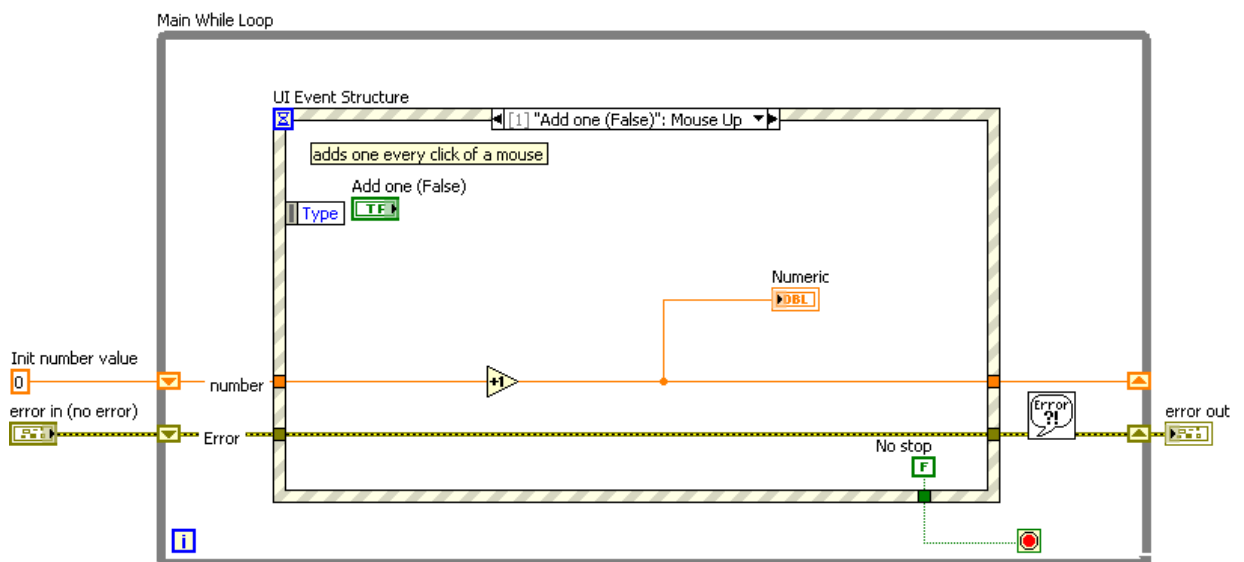 Main While Loop
UI Event Structure
[1] "Add one (False)": Mouse Up
adds one every click of a mouse
Add one (False)
Type
TF
Numeric
DBL
Init number value
0
number
+1
error in (no error)
Error
Error
?!
error out
No stop
F
i